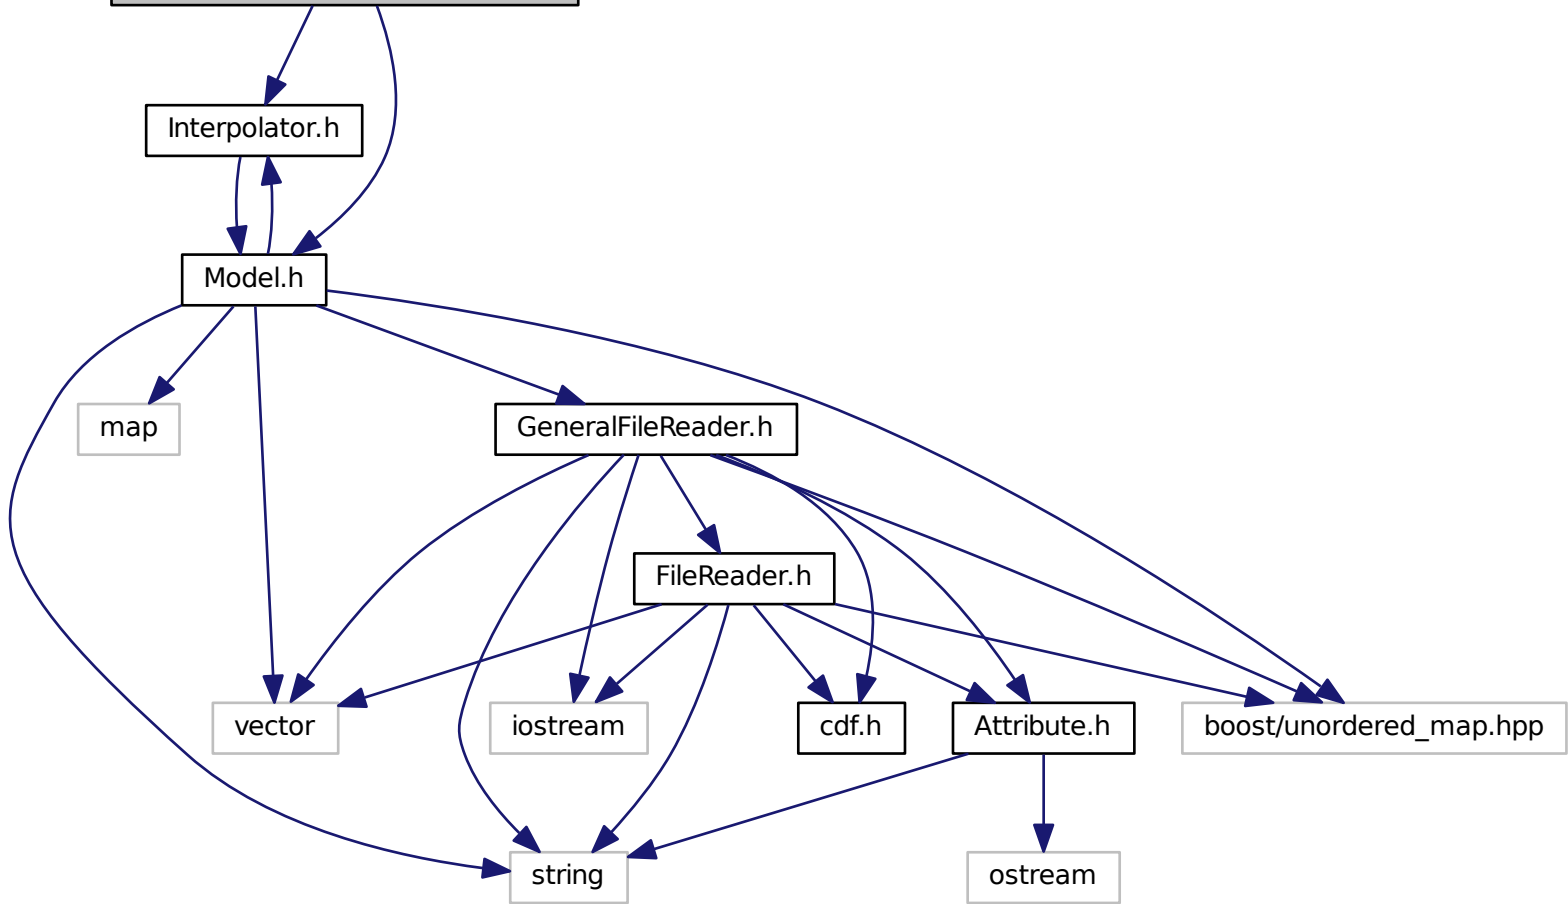 Interpolator.h
Model.h
map
GeneralFileReader.h
FileReader.h
vector
iostream
cdf.h
Attribute.h
boost/unordered_map.hpp
string
ostream